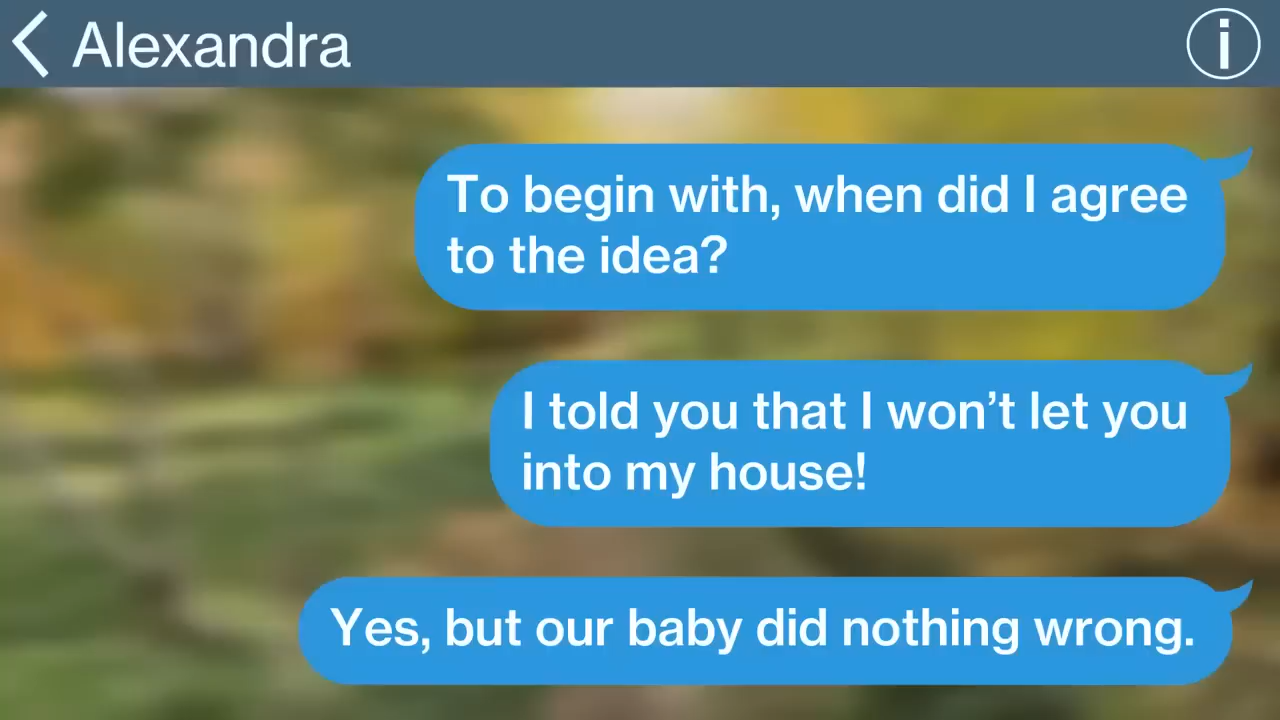 Alexandra
To begin with, when did I agree
to the idea?
I told you that I won’t let you
into my house!
Yes, but our baby did nothing wrong.